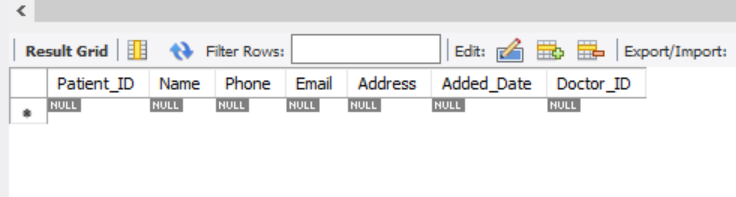 Result Grid Filter Rows: Edit: Export/Import:
Patient_ID Name Phone Email Address Added_Date Doctor_ID
NULL NULL NULL NULL NULL NULL NULL